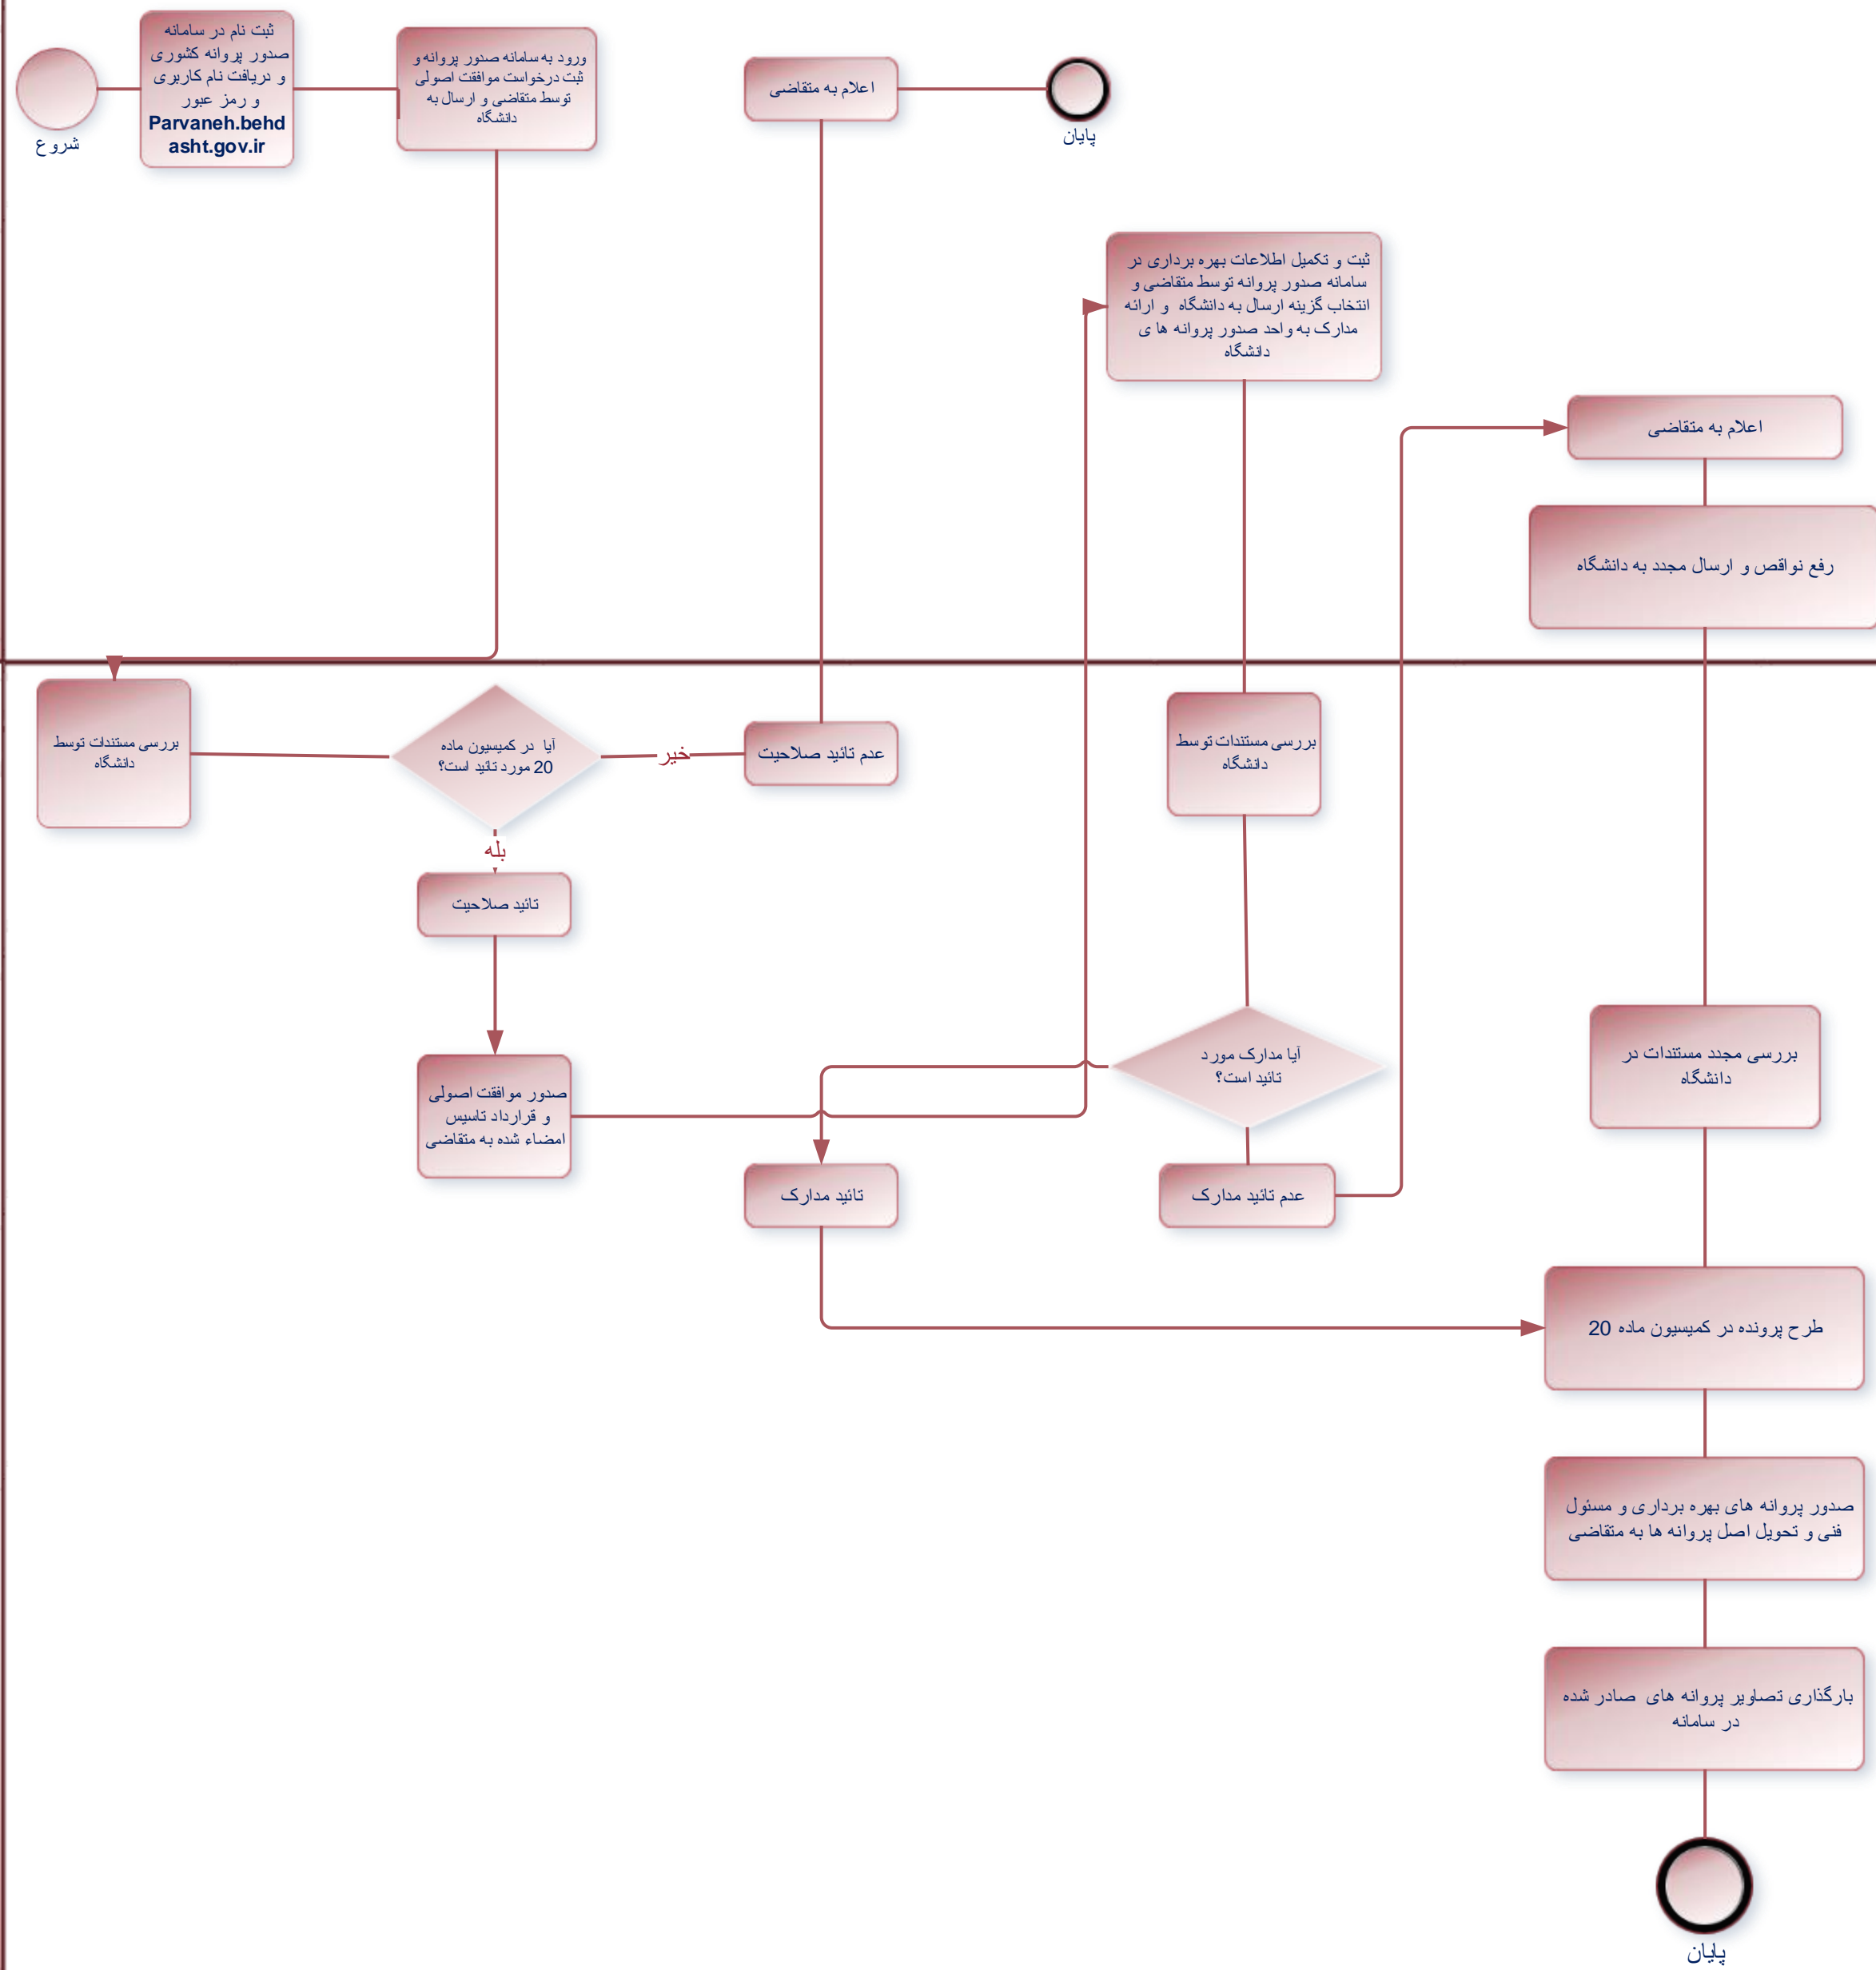 شروع
ثبت نام در سامانه
صدور پروانه کشوری
و دریافت نام کاربری
و رمز عبور
Parvaneh.behd
asht.gov.ir
ورود به سامانه صدور پروانه و
ثبت درخواست موافقت اصولی
توسط متقاضی و ارسال به
دانشگاه
اعلام به متقاضی
پایان
ثبت و تکمیل اطلاعات بهره برداری در
سامانه صدور پروانه توسط متقاضی و
انتخاب گزینه ارسال به دانشگاه و ارائه
مدارک به واحد صدور پروانه ها ی
دانشگاه
اعلام به متقاضی
رفع نواقص و ارسال مجدد به دانشگاه
بررسی مستندات توسط
دانشگاه
آیا در کمیسیون ماده
20 مورد تائید است؟
خیر
عدم تائید صلاحیت
بله
تائید صلاحیت
صدور موافقت اصولی
و قرارداد تاسیس
امضاء شده به متقاضی
بررسی مستندات توسط
دانشگاه
آیا مدارک مورد
تائید است؟
تائید مدارک
عدم تائید مدارک
بررسی مجدد مستندات در
دانشگاه
طرح پرونده در کمیسیون ماده 20
صدور پروانه های بهره برداری و مسئول
فنی و تحویل اصل پروانه ها به متقاضی
بارگذاری تصاویر پروانه های صادر شده
در سامانه
پایان